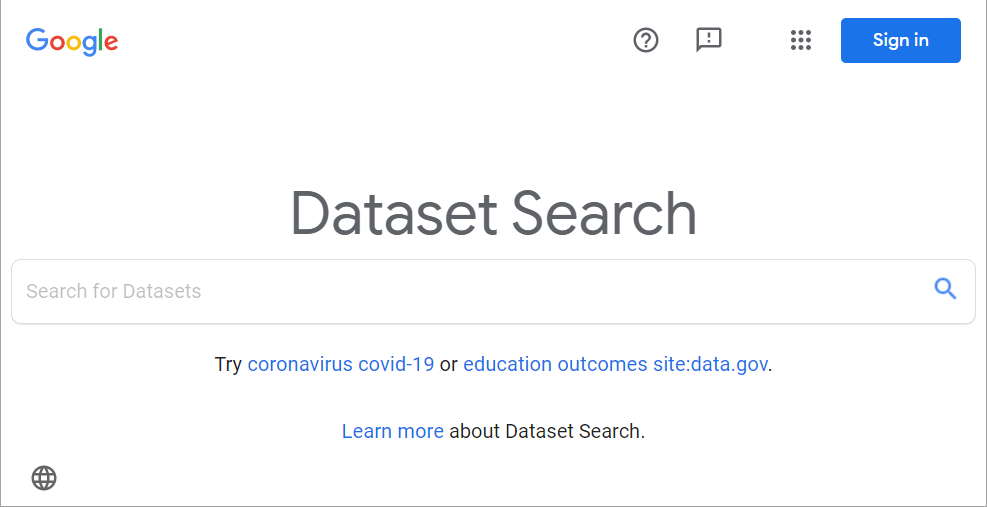 Google
Sign in
Dataset Search
Search for Datasets
Try coronavirus covid-19 or education outcomes site:data.gov.
Learn more about Dataset Search.